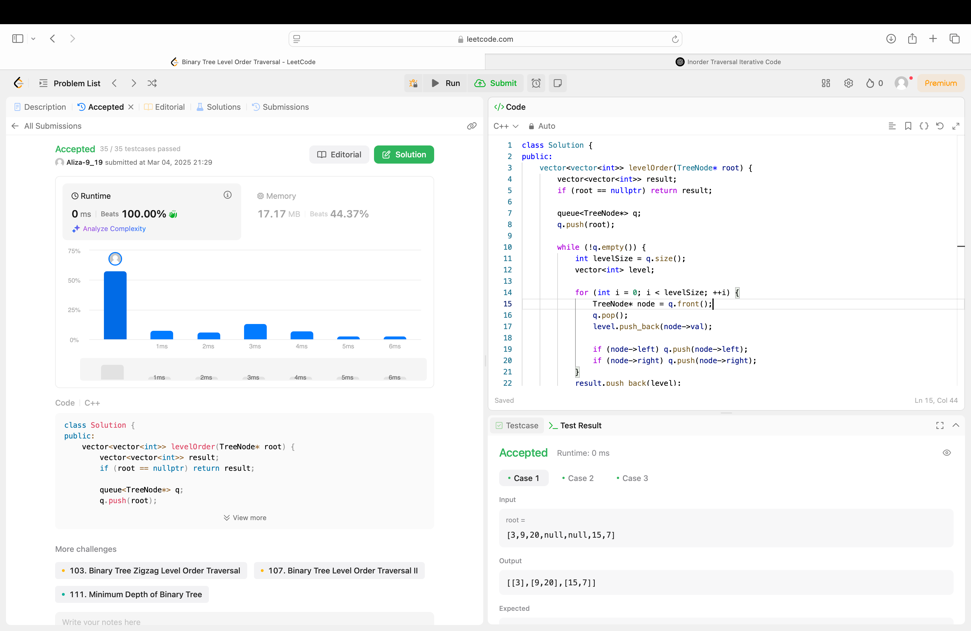 leetcode.com
Binary Tree Level Order Traversal - LeetCode
Inorder Traversal Iterative Code
Problem List
Run
Submit
0
Premium
Description
Accepted
Editorial
Solutions
Submissions
All Submissions
Accepted 35 / 35 testcases passed
Aliza-9_19 submitted at Mar 04, 2025 21:29
Editorial
Solution
Runtime
0 ms Beats 100.00%
Analyze Complexity
Memory
17.17 MB Beats 44.37%
75%
50%
25%
0%
1ms 2ms 3ms 4ms 5ms 6ms
1ms 2ms 3ms 4ms 5ms 6ms
Code C++
class Solution {
public:
    vector<vector<int>> levelOrder(TreeNode* root) {
        vector<vector<int>> result;
        if (root == nullptr) return result;

        queue<TreeNode*> q;
        q.push(root);
View more
More challenges
103. Binary Tree Zigzag Level Order Traversal
107. Binary Tree Level Order Traversal II
111. Minimum Depth of Binary Tree
Write your notes here
</> Code
C++ Auto
1 class Solution {
2 public:
3     vector<vector<int>> levelOrder(TreeNode* root) {
4         vector<vector<int>> result;
5         if (root == nullptr) return result;
6
7         queue<TreeNode*> q;
8         q.push(root);
9
10         while (!q.empty()) {
11             int levelSize = q.size();
12             vector<int> level;
13
14             for (int i = 0; i < levelSize; ++i) {
15                 TreeNode* node = q.front();
16                 q.pop();
17                 level.push_back(node->val);
18
19                 if (node->left) q.push(node->left);
20                 if (node->right) q.push(node->right);
21             }
22             result.push_back(level);
Saved
Ln 15, Col 44
Testcase
>_ Test Result
Accepted Runtime: 0 ms
Case 1
Case 2
Case 3
Input
root =
[3,9,20,null,null,15,7]
Output
[[3],[9,20],[15,7]]
Expected